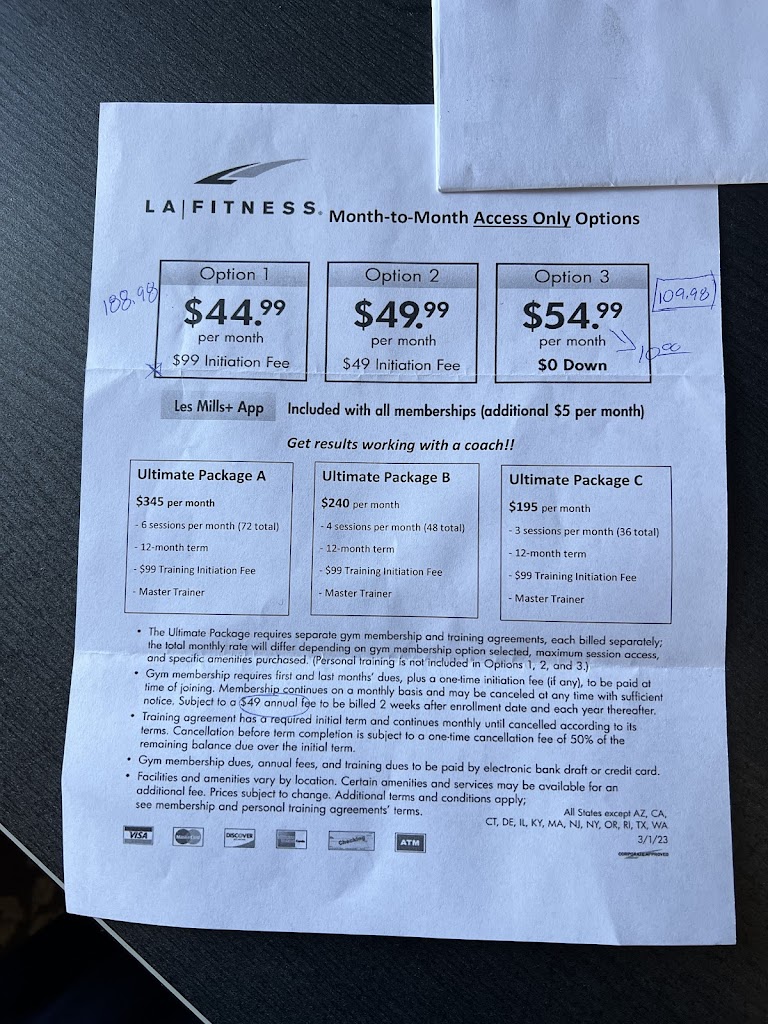 LA|FITNESS® Month-to-Month Access Only Options
Option 1
$44.99
per month
$99 Initiation Fee
188.98
x
Option 2
$49.99
per month
$49 Initiation Fee
Option 3
$54.99
per month
$0 Down
109.98
10.00
Les Mills+ App Included with all memberships (additional $5 per month)
Get results working with a coach!!
Ultimate Package A
$345 per month
- 6 sessions per month (72 total)
- 12-month term
- $99 Training Initiation Fee
- Master Trainer
Ultimate Package B
$240 per month
- 4 sessions per month (48 total)
- 12-month term
- $99 Training Initiation Fee
- Master Trainer
Ultimate Package C
$195 per month
- 3 sessions per month (36 total)
- 12-month term
- $99 Training Initiation Fee
- Master Trainer
• The Ultimate Package requires separate gym membership and training agreements, each billed separately;
the total monthly rate will differ depending on gym membership option selected, maximum session access,
and specific amenities purchased. (Personal training is not included in Options 1, 2, and 3.)
• Gym membership requires first and last months' dues, plus a one-time initiation fee (if any), to be paid at
time of joining. Membership continues on a monthly basis and may be canceled at any time with sufficient
notice. Subject to a $49 annual fee to be billed 2 weeks after enrollment date and each year thereafter.
• Training agreement has a required initial term and continues monthly until cancelled according to its
terms. Cancellation before term completion is subject to a one-time cancellation fee of 50% of the
remaining balance due over the initial term.
• Gym membership dues, annual fees, and training dues to be paid by electronic bank draft or credit card.
• Facilities and amenities vary by location. Certain amenities and services may be available for an
additional fee. Prices subject to change. Additional terms and conditions apply;
see membership and personal training agreements' terms.
All States except AZ, CA,
CT, DE, IL, KY, MA, NJ, NY, OR, RI, TX, WA
3/1/23
CORPORATE APPROVED
VISA MasterCard DISCOVER Checking ATM